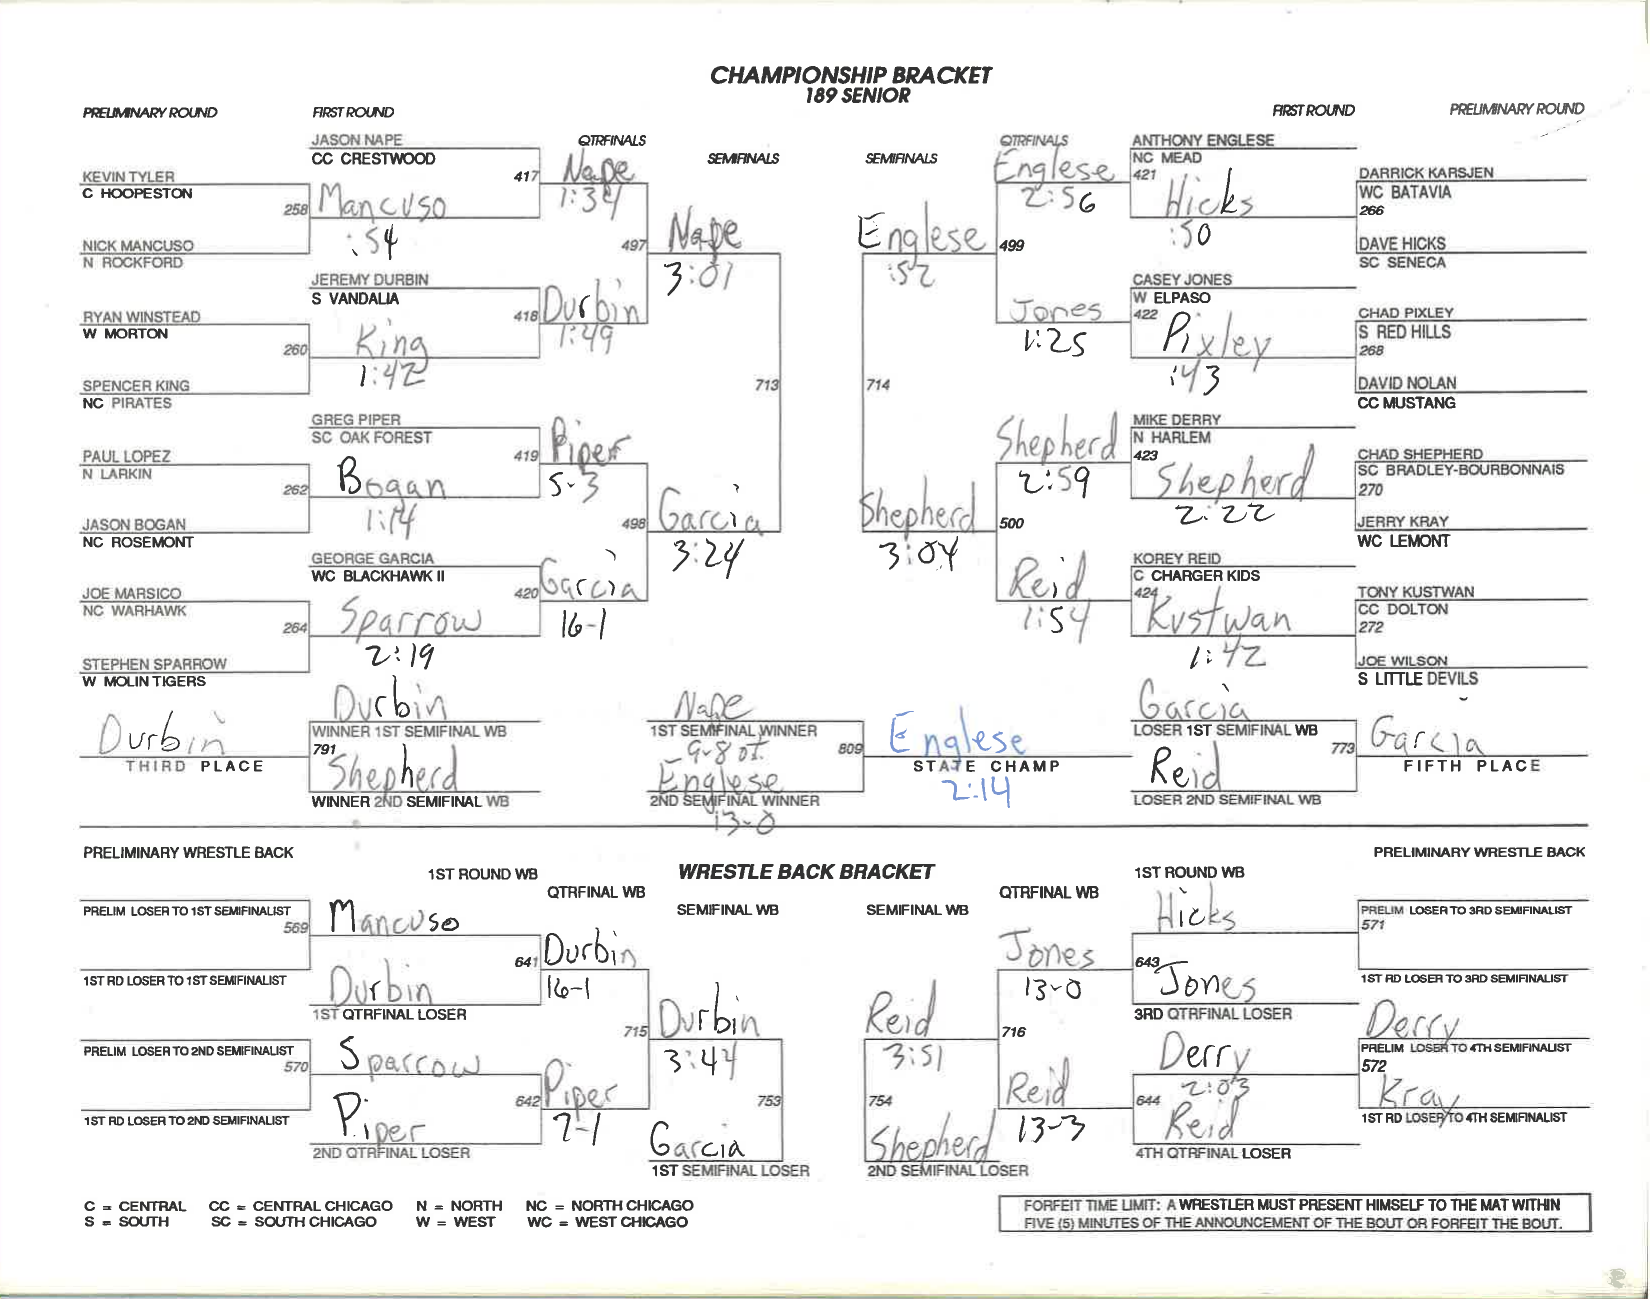 CHAMPIONSHIP BRACKET
189 SENIOR
PRELIMINARY ROUND
FIRST ROUND
QTRFINALS
SEMIFINALS
SEMIFINALS
QTRFINALS
FIRST ROUND
PRELIMINARY ROUND
KEVIN TYLER
C HOOPESTON
258
NICK MANCUSO
N ROCKFORD
RYAN WINSTEAD
W MORTON
260
SPENCER KING
NC PIRATES
PAUL LOPEZ
N LARKIN
262
JASON BOGAN
NC ROSEMONT
JOE MARSICO
NC WARHAWK
264
STEPHEN SPARROW
W MOLIN TIGERS
JASON NAPE
CC CRESTWOOD
417
Mancuso
:54
JEREMY DURBIN
S VANDALIA
418
King
1:42
GREG PIPER
SC OAK FOREST
419
Bogan
1:14
GEORGE GARCIA
WC BLACKHAWK II
420
Sparrow
2:19
Nape
1:34
497
Durbin
1:49
Piper
5-3
498
Garcia
16-1
Nape
3:01
713
Garcia
3:24
Englese
:52
714
Shepherd
3:04
Englese
2:56
499
Jones
1:25
Shepherd
2:59
500
Reid
1:54
ANTHONY ENGLESE
NC MEAD
421
Hicks
:50
CASEY JONES
W ELPASO
422
Pixley
:43
MIKE DERRY
N HARLEM
423
Shepherd
2:22
KOREY REID
C CHARGER KIDS
424
Kustwan
1:42
DARRICK KARSJEN
WC BATAVIA
266
DAVE HICKS
SC SENECA
CHAD PIXLEY
S RED HILLS
268
DAVID NOLAN
CC MUSTANG
CHAD SHEPHERD
SC BRADLEY-BOURBONNAIS
270
JERRY KRAY
WC LEMONT
TONY KUSTWAN
CC DOLTON
272
JOE WILSON
S LITTLE DEVILS
Durbin
THIRD PLACE
Durbin
WINNER 1ST SEMIFINAL WB
791
Shepherd
WINNER 2ND SEMIFINAL WB
Nape
1ST SEMIFINAL WINNER
9-8 OT.
809
Englese
2ND SEMIFINAL WINNER
13-0
Englese
STATE CHAMP
2:14
Garcia
LOSER 1ST SEMIFINAL WB
773
Reid
LOSER 2ND SEMIFINAL WB
Garcia
FIFTH PLACE
PRELIMINARY WRESTLE BACK
1ST ROUND WB
QTRFINAL WB
WRESTLE BACK BRACKET
SEMIFINAL WB
SEMIFINAL WB
QTRFINAL WB
1ST ROUND WB
PRELIMINARY WRESTLE BACK
PRELIM LOSER TO 1ST SEMIFINALIST
569
1ST RD LOSER TO 1ST SEMIFINALIST
PRELIM LOSER TO 2ND SEMIFINALIST
570
1ST RD LOSER TO 2ND SEMIFINALIST
Mancuso
641
Durbin
1ST QTRFINAL LOSER
Sparrow
642
Piper
2ND QTRFINAL LOSER
Durbin
16-1
715
Piper
7-1
Durbin
3:44
753
Garcia
1ST SEMIFINAL LOSER
Reid
3:51
754
Shepherd
2ND SEMIFINAL LOSER
Jones
13-0
716
Reid
13-3
Hicks
643
Jones
3RD QTRFINAL LOSER
Derry
2:03
644
Reid
4TH QTRFINAL LOSER
PRELIM LOSER TO 3RD SEMIFINALIST
571
1ST RD LOSER TO 3RD SEMIFINALIST
Derry
PRELIM LOSER TO 4TH SEMIFINALIST
572
Kray
1ST RD LOSER TO 4TH SEMIFINALIST
C = CENTRAL CC = CENTRAL CHICAGO N = NORTH NC = NORTH CHICAGO
S = SOUTH SC = SOUTH CHICAGO W = WEST WC = WEST CHICAGO
FORFEIT TIME LIMIT: A WRESTLER MUST PRESENT HIMSELF TO THE MAT WITHIN
FIVE (5) MINUTES OF THE ANNOUNCEMENT OF THE BOUT OR FORFEIT THE BOUT.